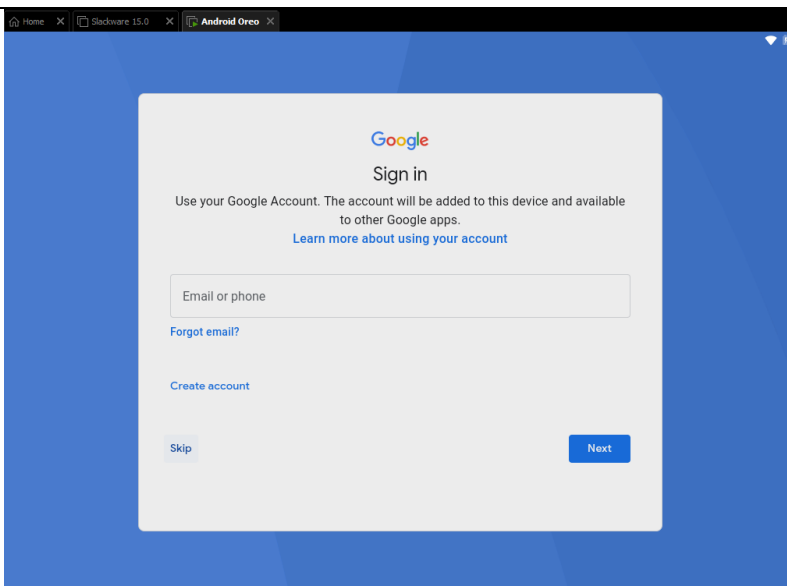 Home
Slackware 15.0
Android Oreo
Google
Sign in
Use your Google Account. The account will be added to this device and available
to other Google apps.
Learn more about using your account
Email or phone
Forgot email?
Create account
Skip
Next